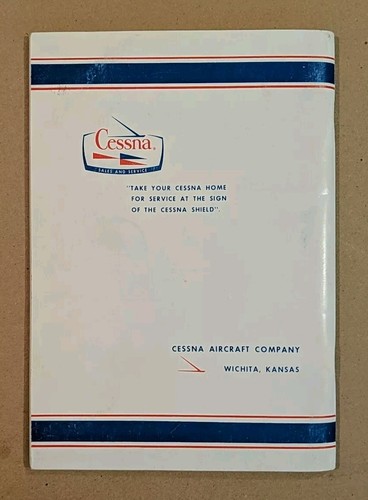 Cessna®
SALES AND SERVICE
"TAKE YOUR CESSNA HOME
FOR SERVICE AT THE SIGN
OF THE CESSNA SHIELD".
CESSNA AIRCRAFT COMPANY
WICHITA, KANSAS